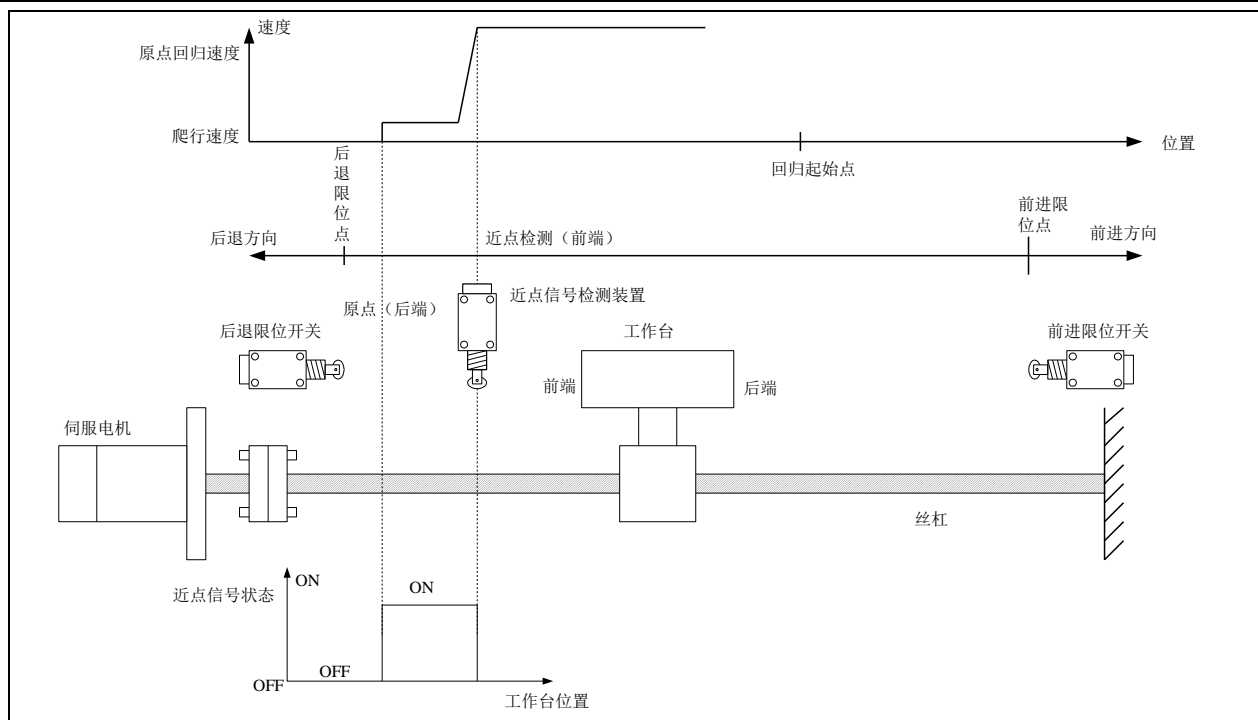 速度
原点回归速度
爬行速度
位置
后退限位点
回归起始点
前进限
位点
后退方向
近点检测（前端）
前进方向
原点（后端）
近点信号检测装置
后退限位开关
工作台
前进限位开关
前端
后端
伺服电机
丝杠
近点信号状态
ON
ON
OFF
OFF
工作台位置